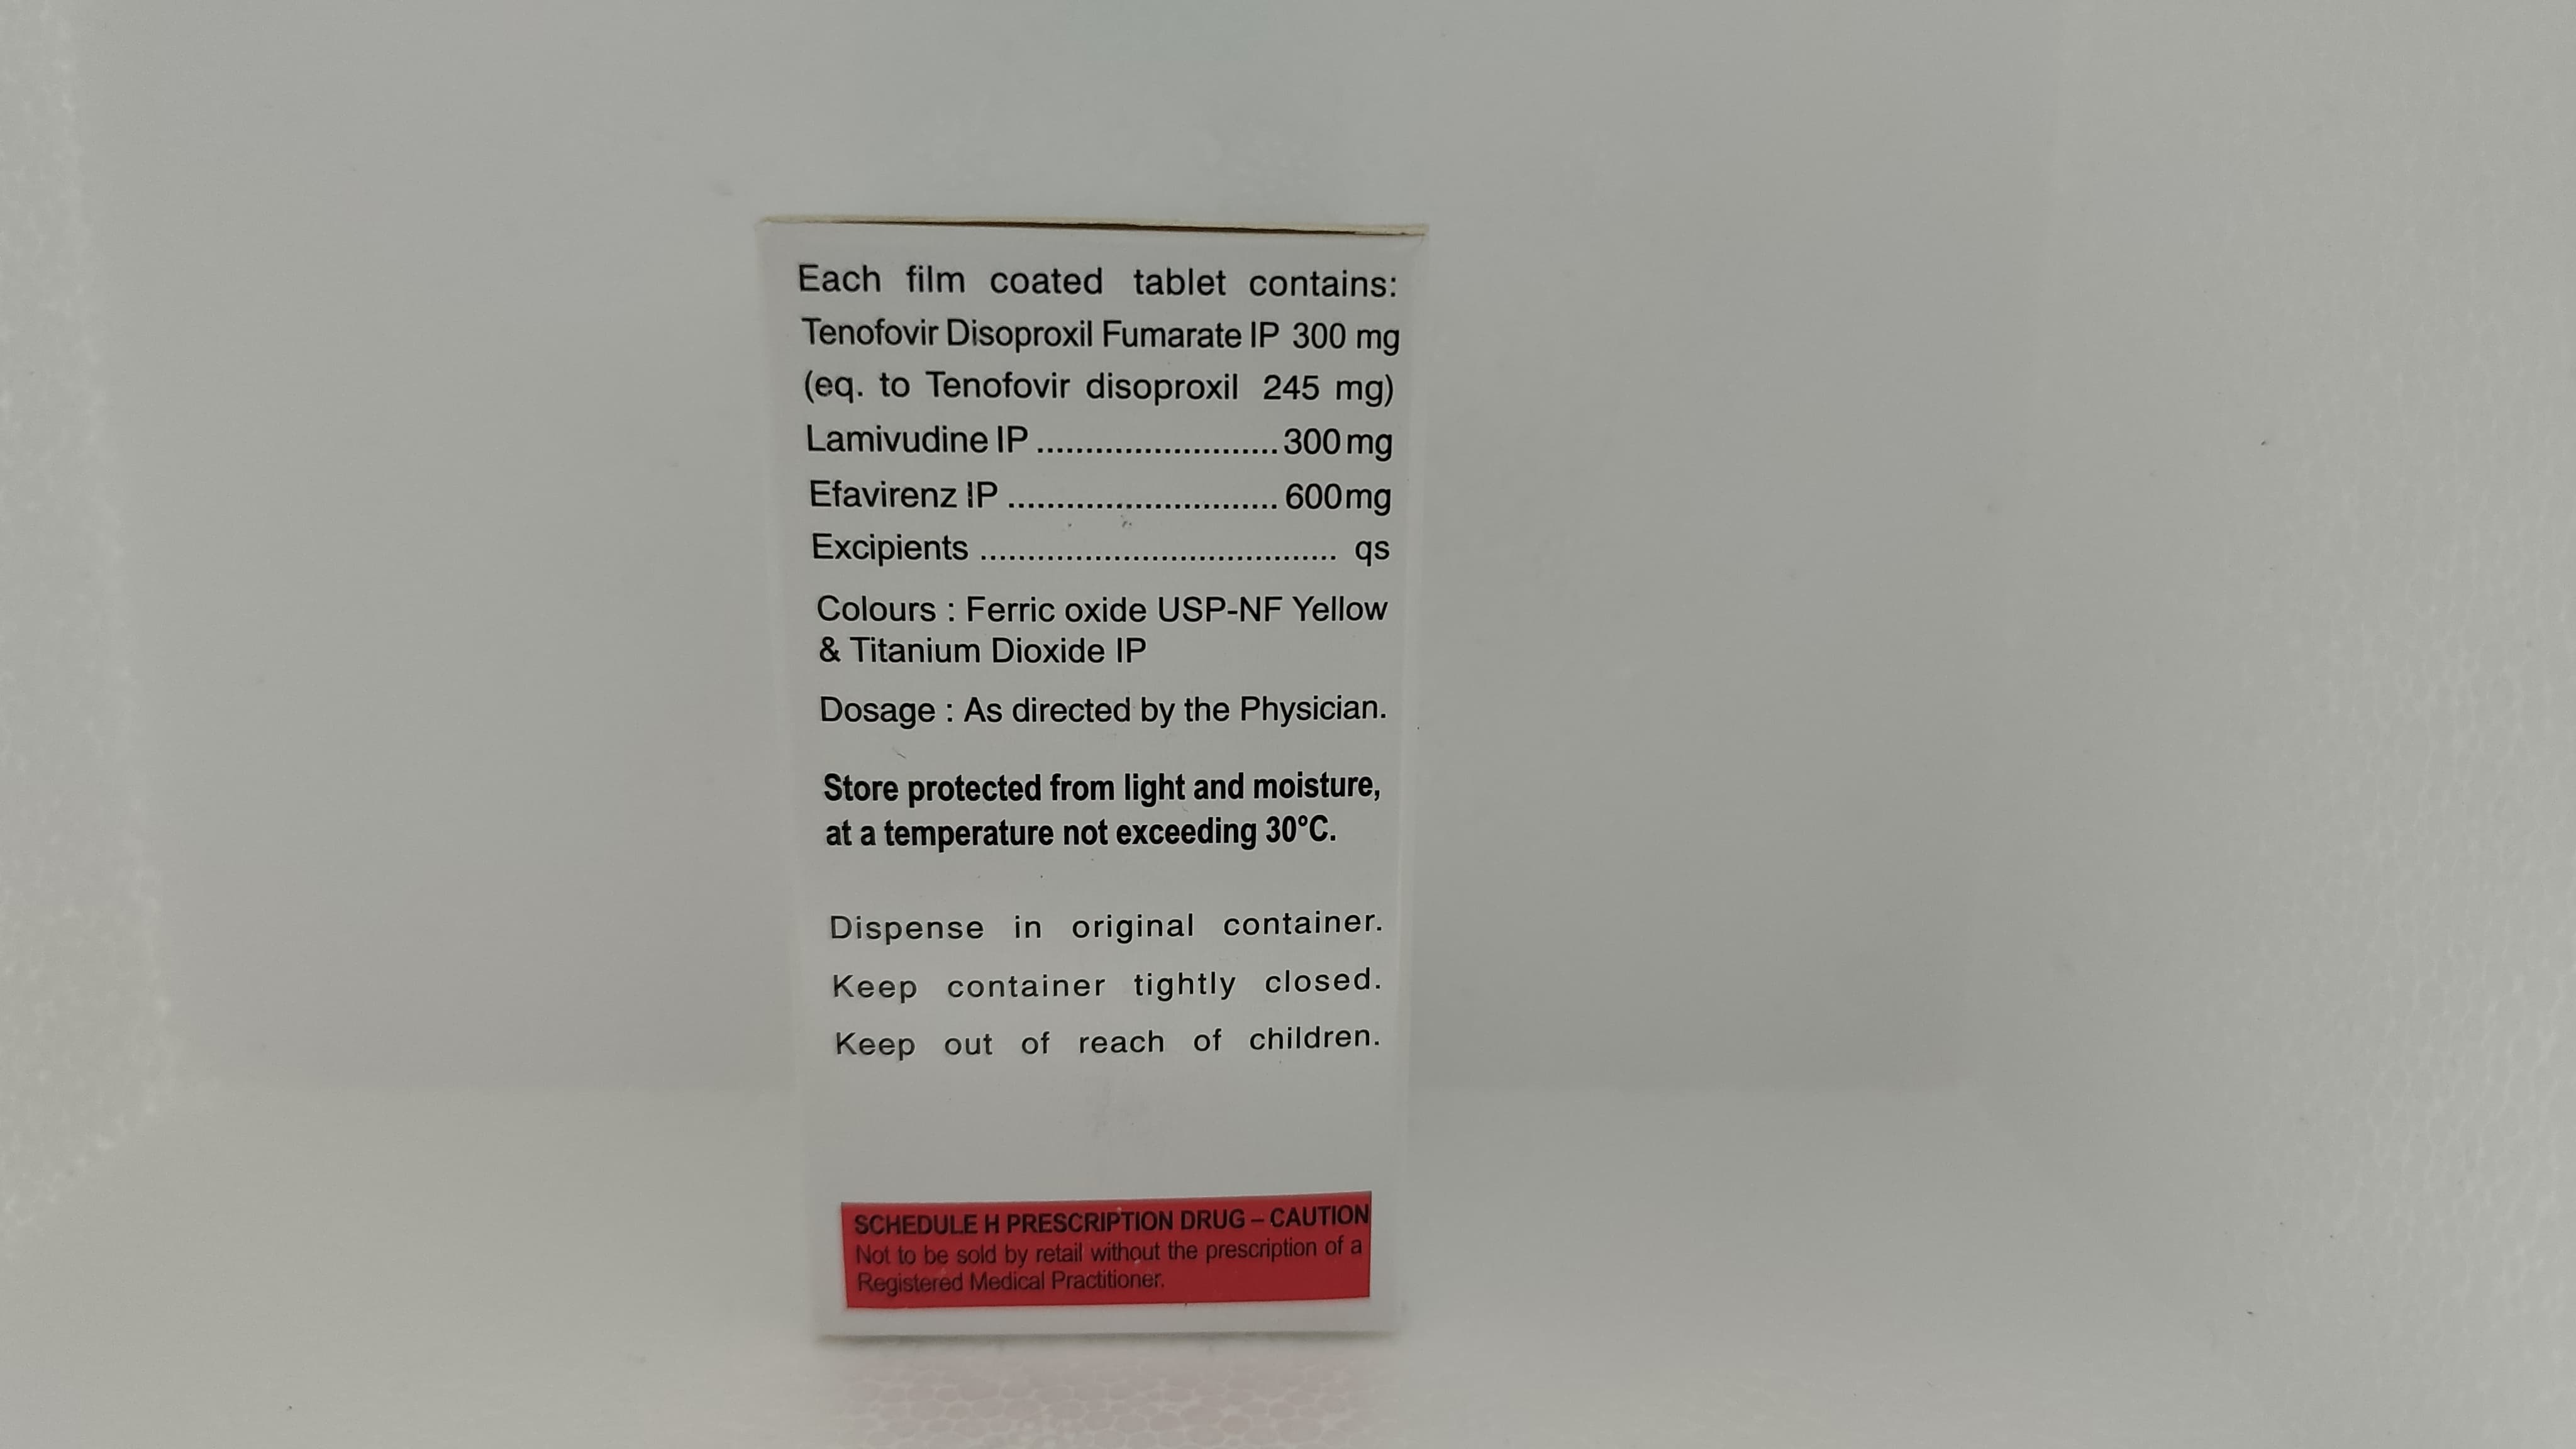 Each film coated tablet contains:
Tenofovir Disoproxil Fumarate IP 300 mg
(eq. to Tenofovir disoproxil 245 mg)
Lamivudine IP ......................... 300 mg
Efavirenz IP ............................ 600mg
Excipients ..................................... qs
Colours : Ferric oxide USP-NF Yellow
& Titanium Dioxide IP
Dosage : As directed by the Physician.
Store protected from light and moisture,
at a temperature not exceeding 30°C.
Dispense in original container.
Keep container tightly closed.
Keep out of reach of children.
SCHEDULE H PRESCRIPTION DRUG – CAUTION
Not to be sold by retail without the prescription of a
Registered Medical Practitioner.